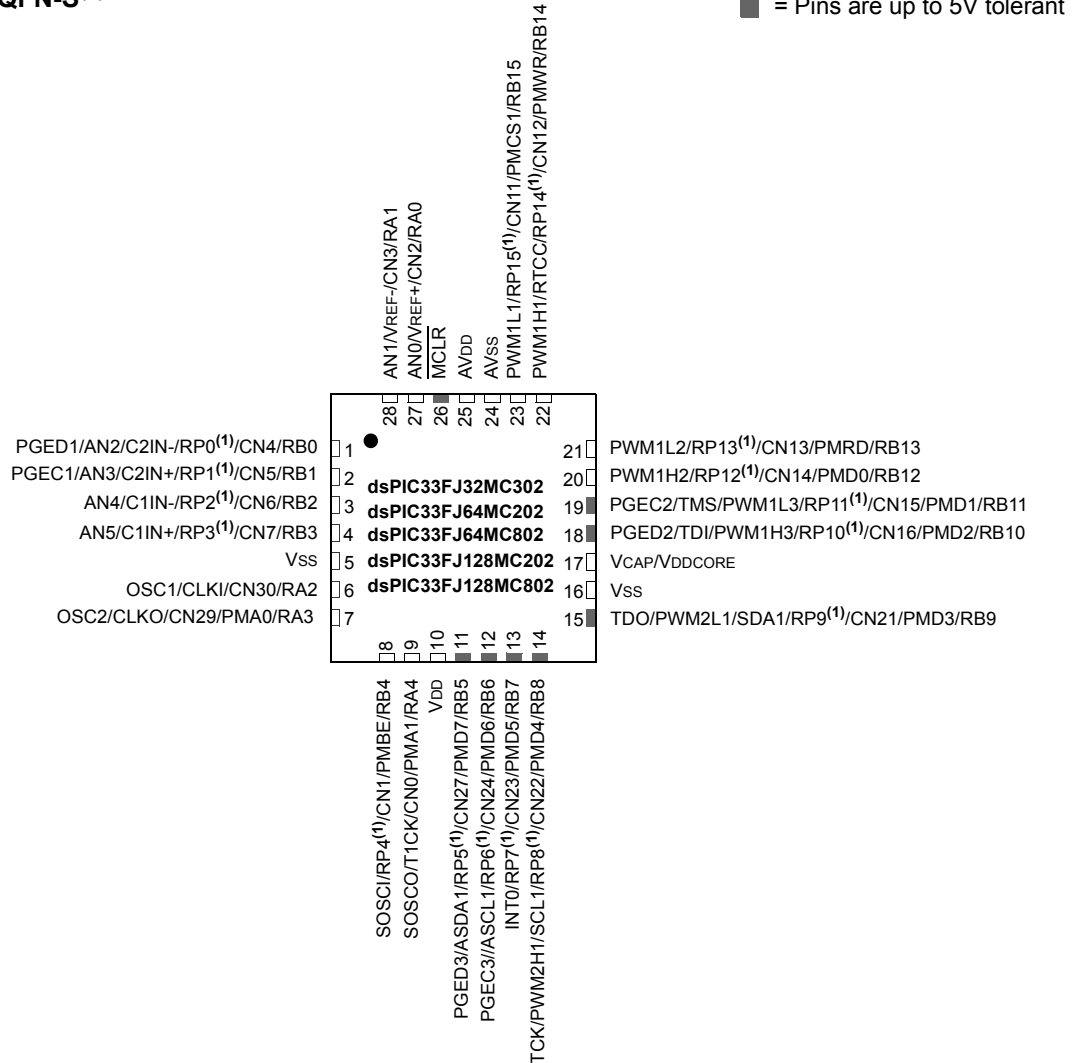 = Pins are up to 5V tolerant
AN1/VREF-/CN3/RA1
AN0/VREF+/CN2/RA0
MCLR
AVDD
AVSS
PWM1L1/RP15(1)/CN11/PMCS1/RB15
PWM1H1/RTCC/RP14(1)/CN12/PMWR/RB14
28
27
26
25
24
23
22
PGED1/AN2/C2IN-/RP0(1)/CN4/RB0 1
PGEC1/AN3/C2IN+/RP1(1)/CN5/RB1 2
AN4/C1IN-/RP2(1)/CN6/RB2 3
AN5/C1IN+/RP3(1)/CN7/RB3 4
VSS 5
OSC1/CLKI/CN30/RA2 6
OSC2/CLKO/CN29/PMA0/RA3 7
dsPIC33FJ32MC302
dsPIC33FJ64MC202
dsPIC33FJ64MC802
dsPIC33FJ128MC202
dsPIC33FJ128MC802
21 PWM1L2/RP13(1)/CN13/PMRD/RB13
20 PWM1H2/RP12(1)/CN14/PMD0/RB12
19 PGEC2/TMS/PWM1L3/RP11(1)/CN15/PMD1/RB11
18 PGED2/TDI/PWM1H3/RP10(1)/CN16/PMD2/RB10
17 VCAP/VDDCORE
16 VSS
15 TDO/PWM2L1/SDA1/RP9(1)/CN21/PMD3/RB9
8
9
10
11
12
13
14
SOSCI/RP4(1)/CN1/PMBE/RB4
SOSCO/T1CK/CN0/PMA1/RA4
VDD
PGED3/ASDA1/RP5(1)/CN27/PMD7/RB5
PGEC3//ASCL1/RP6(1)/CN24/PMD6/RB6
INT0/RP7(1)/CN23/PMD5/RB7
TCK/PWM2H1/SCL1/RP8(1)/CN22/PMD4/RB8